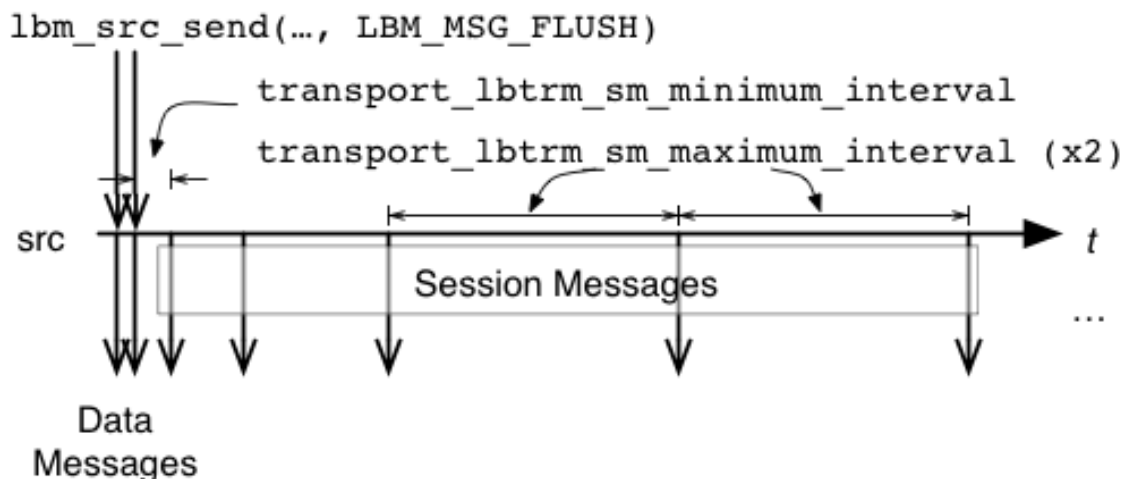 lbm_src_send(…, LBM_MSG_FLUSH)
transport_lbtrm_sm_minimum_interval
transport_lbtrm_sm_maximum_interval (x2)
src
t
Session Messages
…
Data
Messages